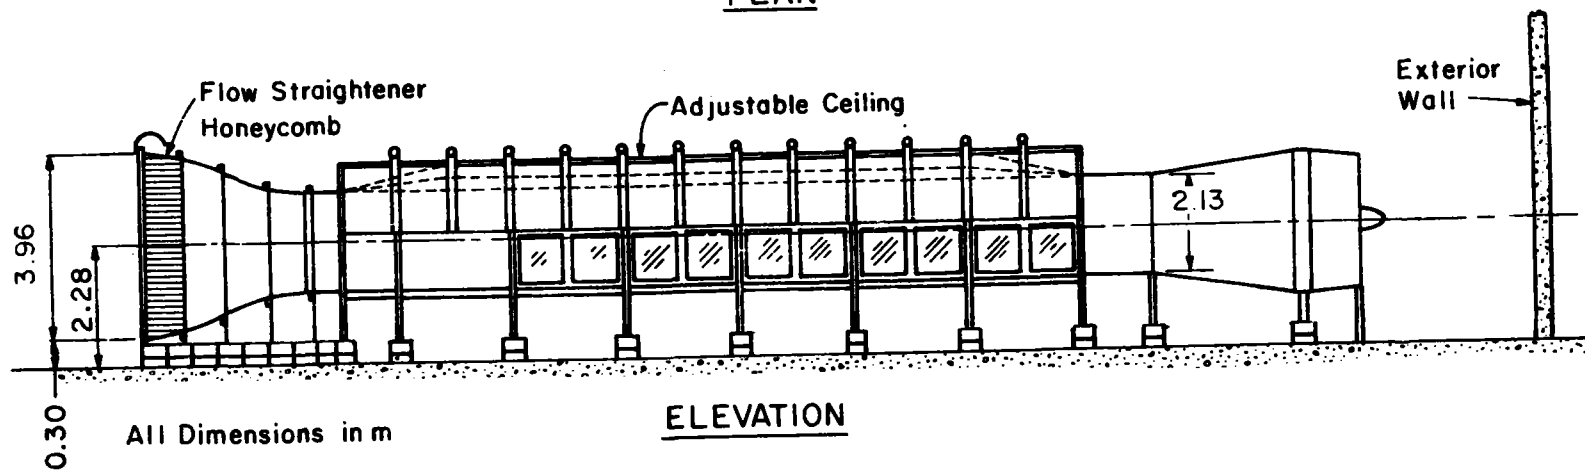 PLAN
Flow Straightener
Honeycomb
Adjustable Ceiling
Exterior
Wall
3.96
2.28
2.13
0.30
All Dimensions in m
ELEVATION